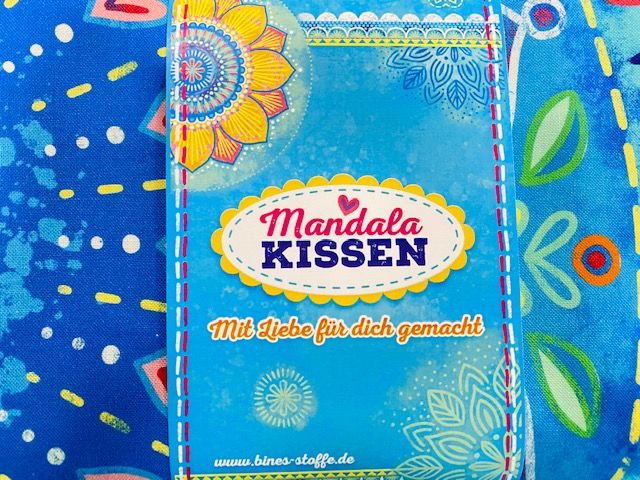 Mandala
KISSEN
Mit Liebe für dich gemacht
www.bines-stoffe.de